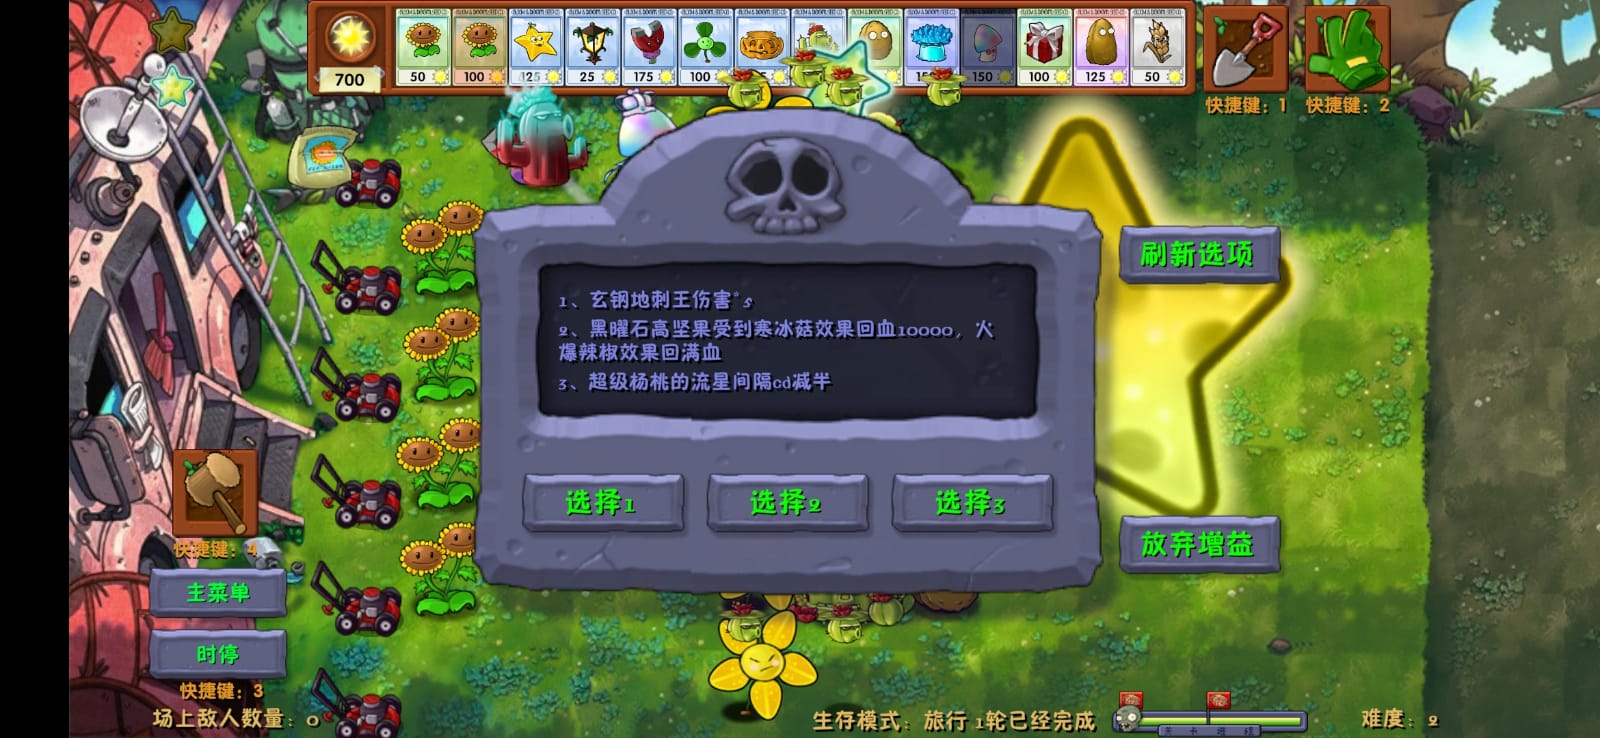 700
50
100
125
25
175
100
150
100
125
50
快捷键：1
快捷键：2
刷新选项
1、玄钢地刺王伤害*5
2、黑曜石高坚果受到寒冰菇效果回血10000，火
爆辣椒效果回满血
3、超级杨桃的流星间隔cd减半
选择1
选择2
选择3
放弃增益
快捷键：4
主菜单
时停
快捷键：3
场上敌人数量：0
生存模式：旅行 1轮已经完成
难度：2